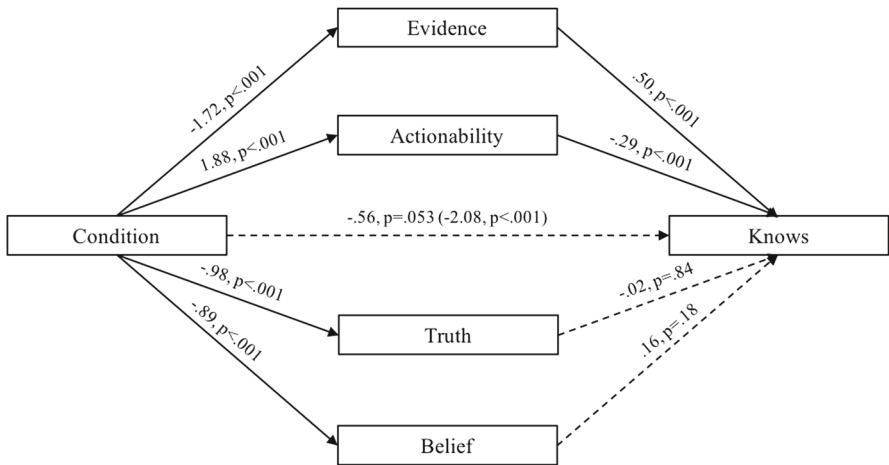 Evidence
-1.72, p<.001
.50, p<.001
Actionability
1.88, p<.001
-.29, p<.001
Condition
-.56, p=.053 (-2.08, p<.001)
Knows
-.98, p<.001
-.02, p=.84
Truth
-.89, p<.001
.16, p=.18
Belief